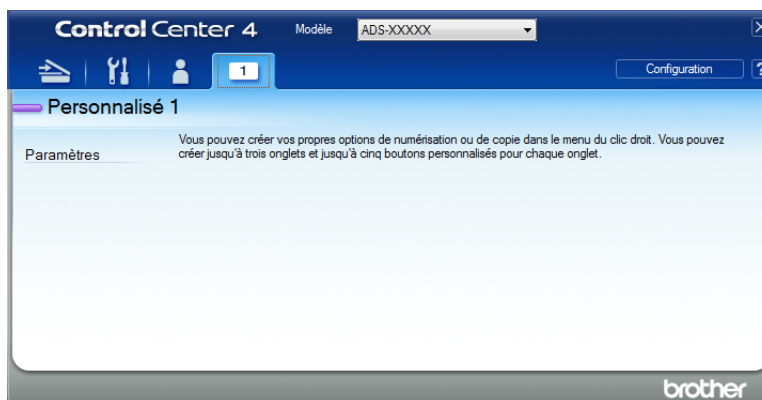 Control Center 4 Modèle ADS-XXXXX
1 Configuration ?
Personnalisé 1
Paramètres
Vous pouvez créer vos propres options de numérisation ou de copie dans le menu du clic droit. Vous pouvez
créer jusqu'à trois onglets et jusqu'à cinq boutons personnalisés pour chaque onglet.
brother